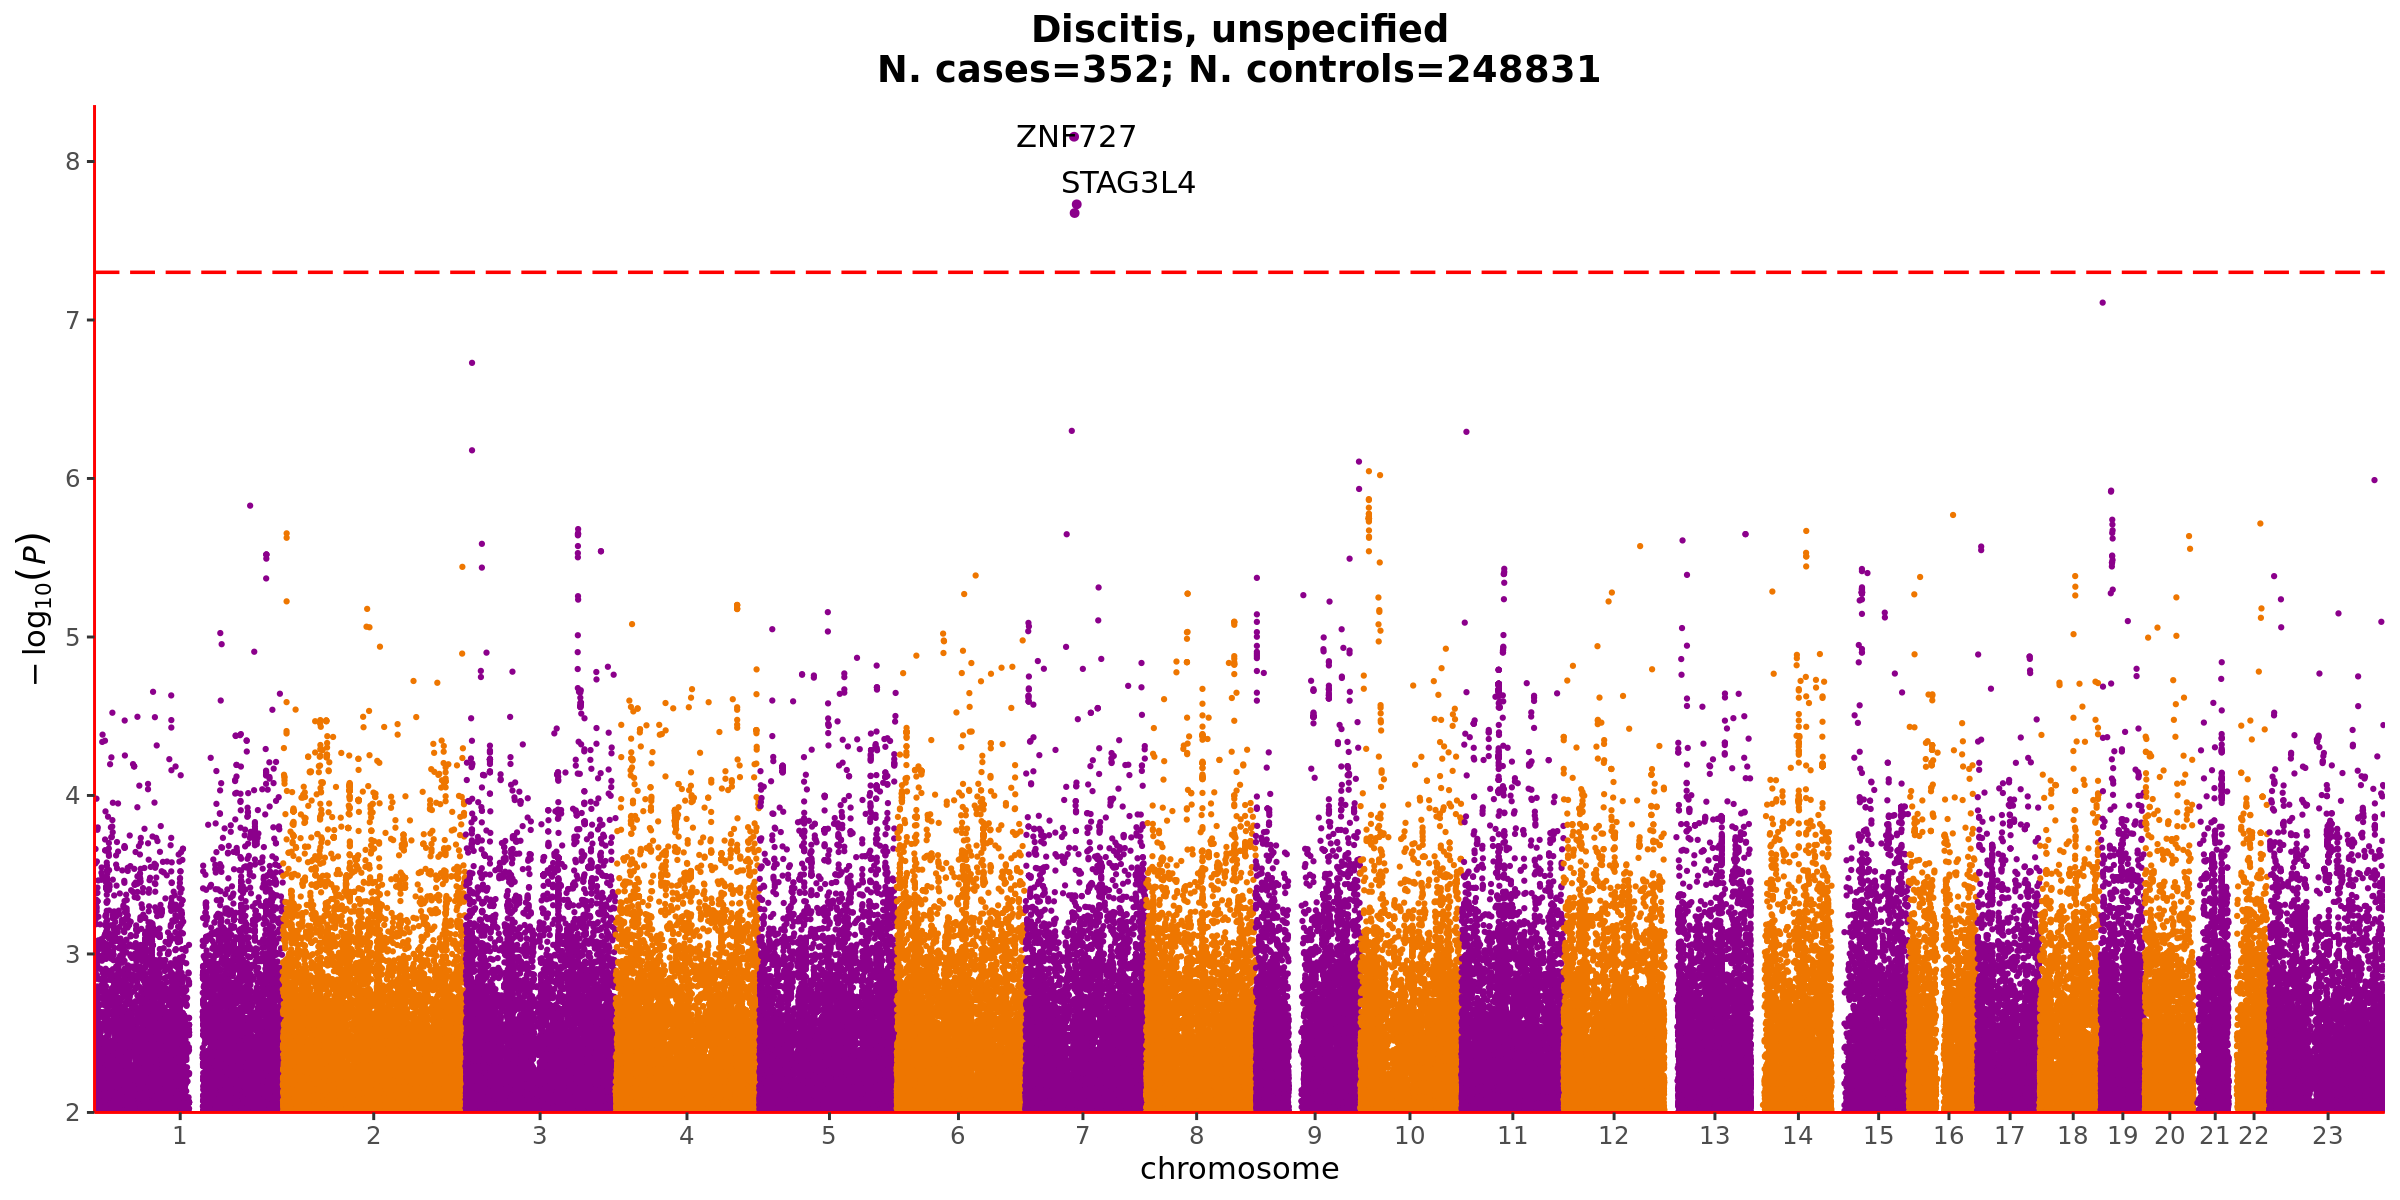 Discitis, unspecified
N. cases=352; N. controls=248831
ZNF727
STAG3L4
8
7
6
5
4
3
2
−log10(P)
1 2 3 4 5 6 7 8 9 10 11 12 13 14 15 16 17 18 19 20 21 22 23
chromosome